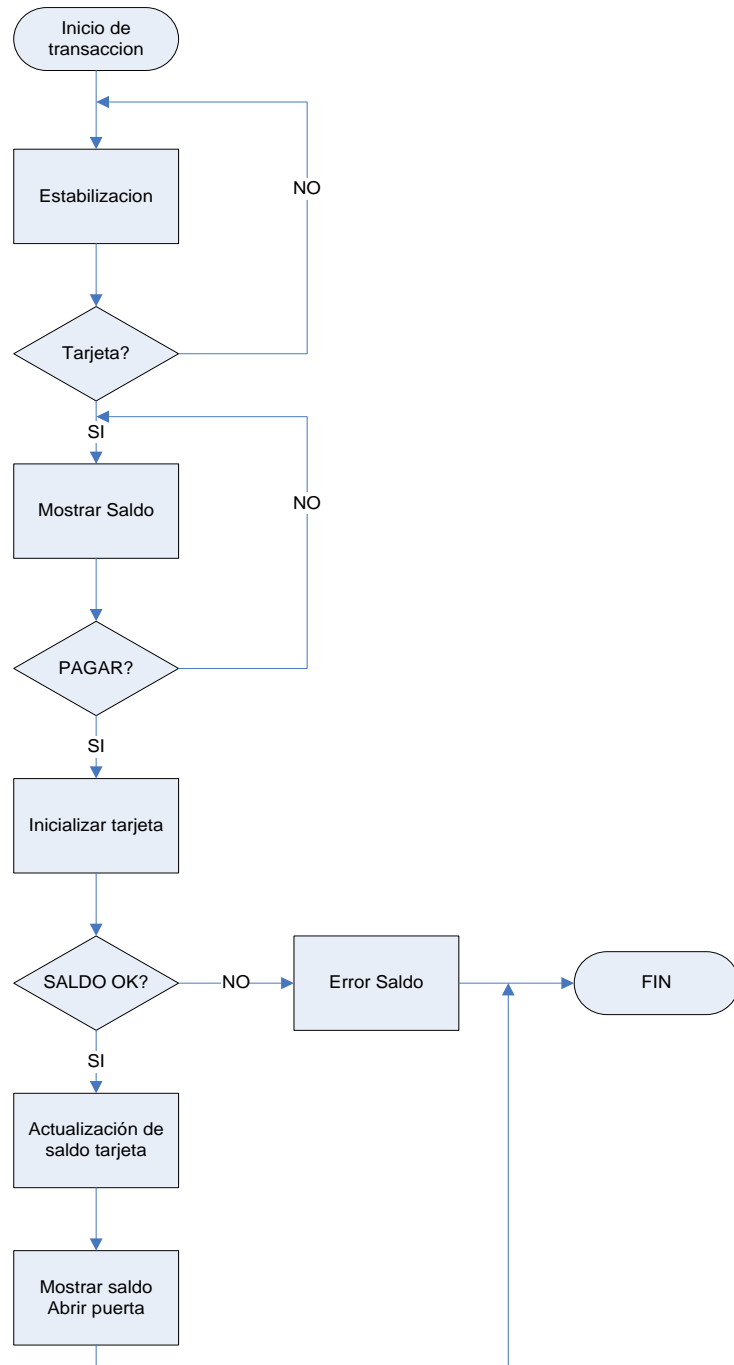 Inicio de
transaccion
NO
Estabilizacion
Tarjeta?
SI
NO
Mostrar Saldo
PAGAR?
SI
Inicializar tarjeta
SALDO OK?
NO
Error Saldo
FIN
SI
Actualización de
saldo tarjeta
Mostrar saldo
Abrir puerta